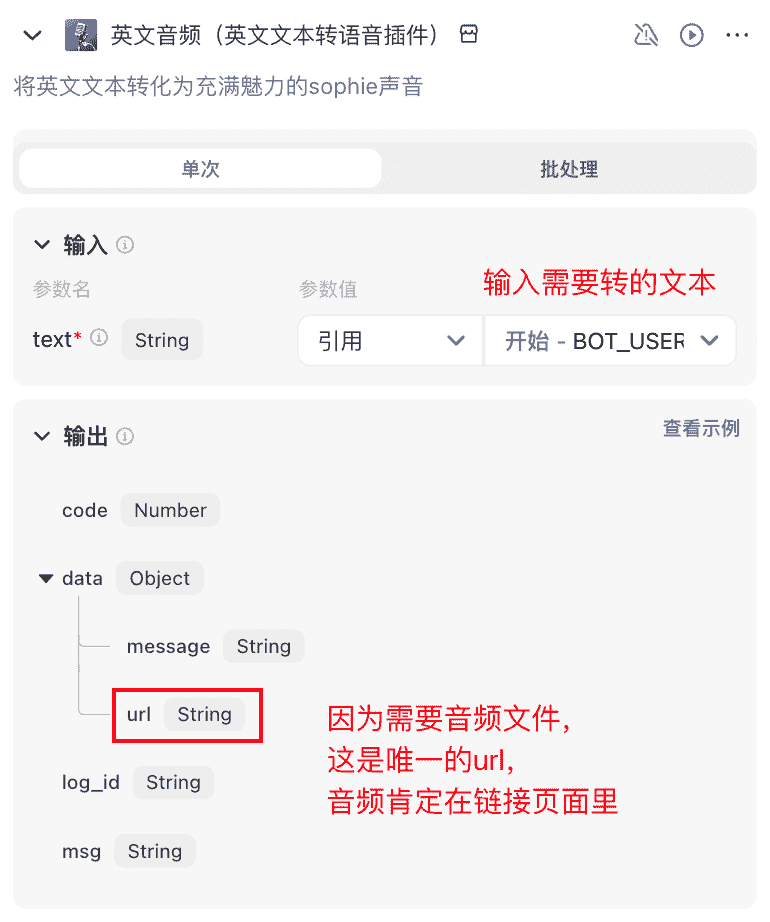 英文音频（英文文本转语音插件）
将英文文本转化为充满魅力的sophie声音
单次 批处理
输入
参数名 参数值 输入需要转的文本
text* String 引用 开始 - BOT_USER
输出 查看示例
code Number
data Object
message String
url String 因为需要音频文件,
这是唯一的url,
log_id String 音频肯定在链接页面里
msg String